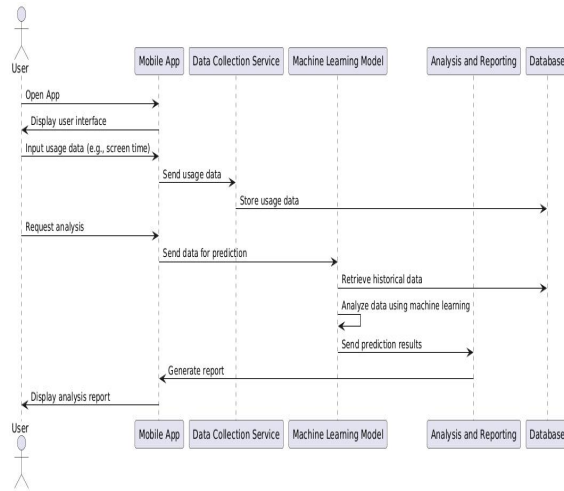 User
Mobile App
Data Collection Service
Machine Learning Model
Analysis and Reporting
Database
Open App
Display user interface
Input usage data (e.g., screen time)
Send usage data
Store usage data
Request analysis
Send data for prediction
Retrieve historical data
Analyze data using machine learning
Send prediction results
Generate report
Display analysis report
User
Mobile App
Data Collection Service
Machine Learning Model
Analysis and Reporting
Database